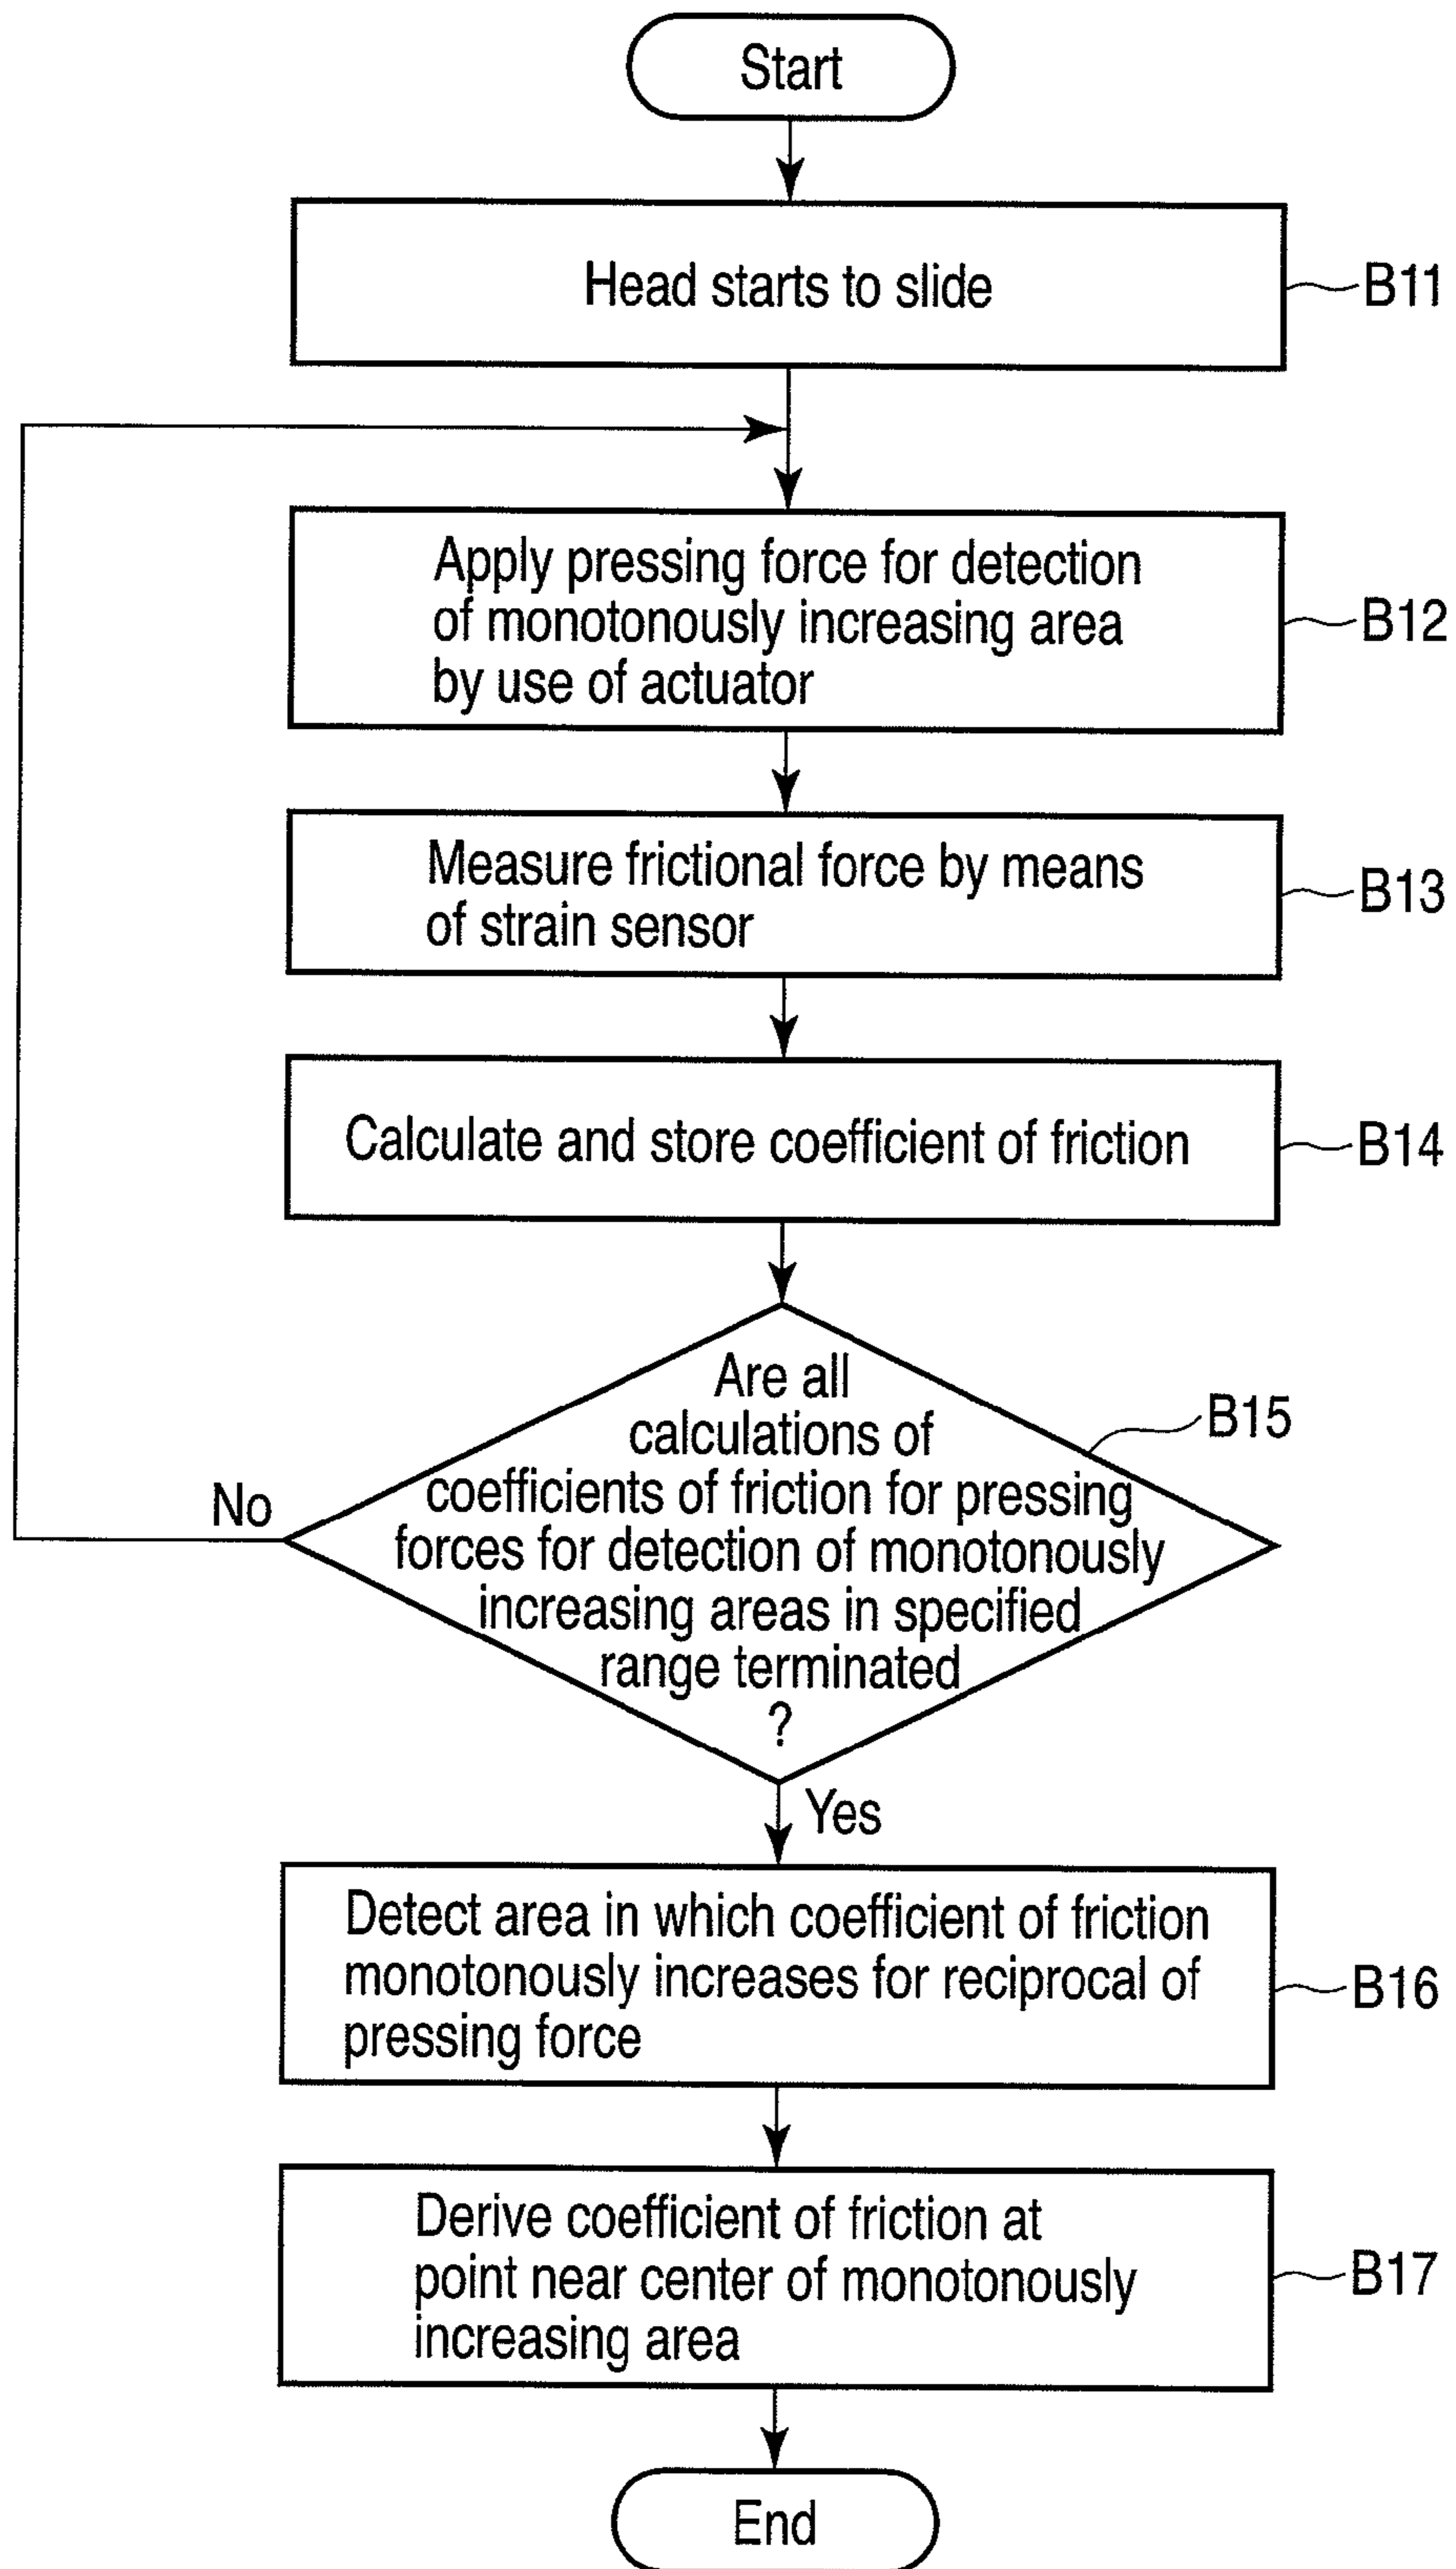 Start
Head starts to slide
B11
Apply pressing force for detection
of monotonously increasing area
by use of actuator
B12
Measure frictional force by means
of strain sensor
B13
Calculate and store coefficient of friction
B14
Are all
calculations of
coefficients of friction for pressing
forces for detection of monotonously
increasing areas in specified
range terminated
?
B15
No
Yes
Detect area in which coefficient of friction
monotonously increases for reciprocal of
pressing force
B16
Derive coefficient of friction at
point near center of monotonously
increasing area
B17
End